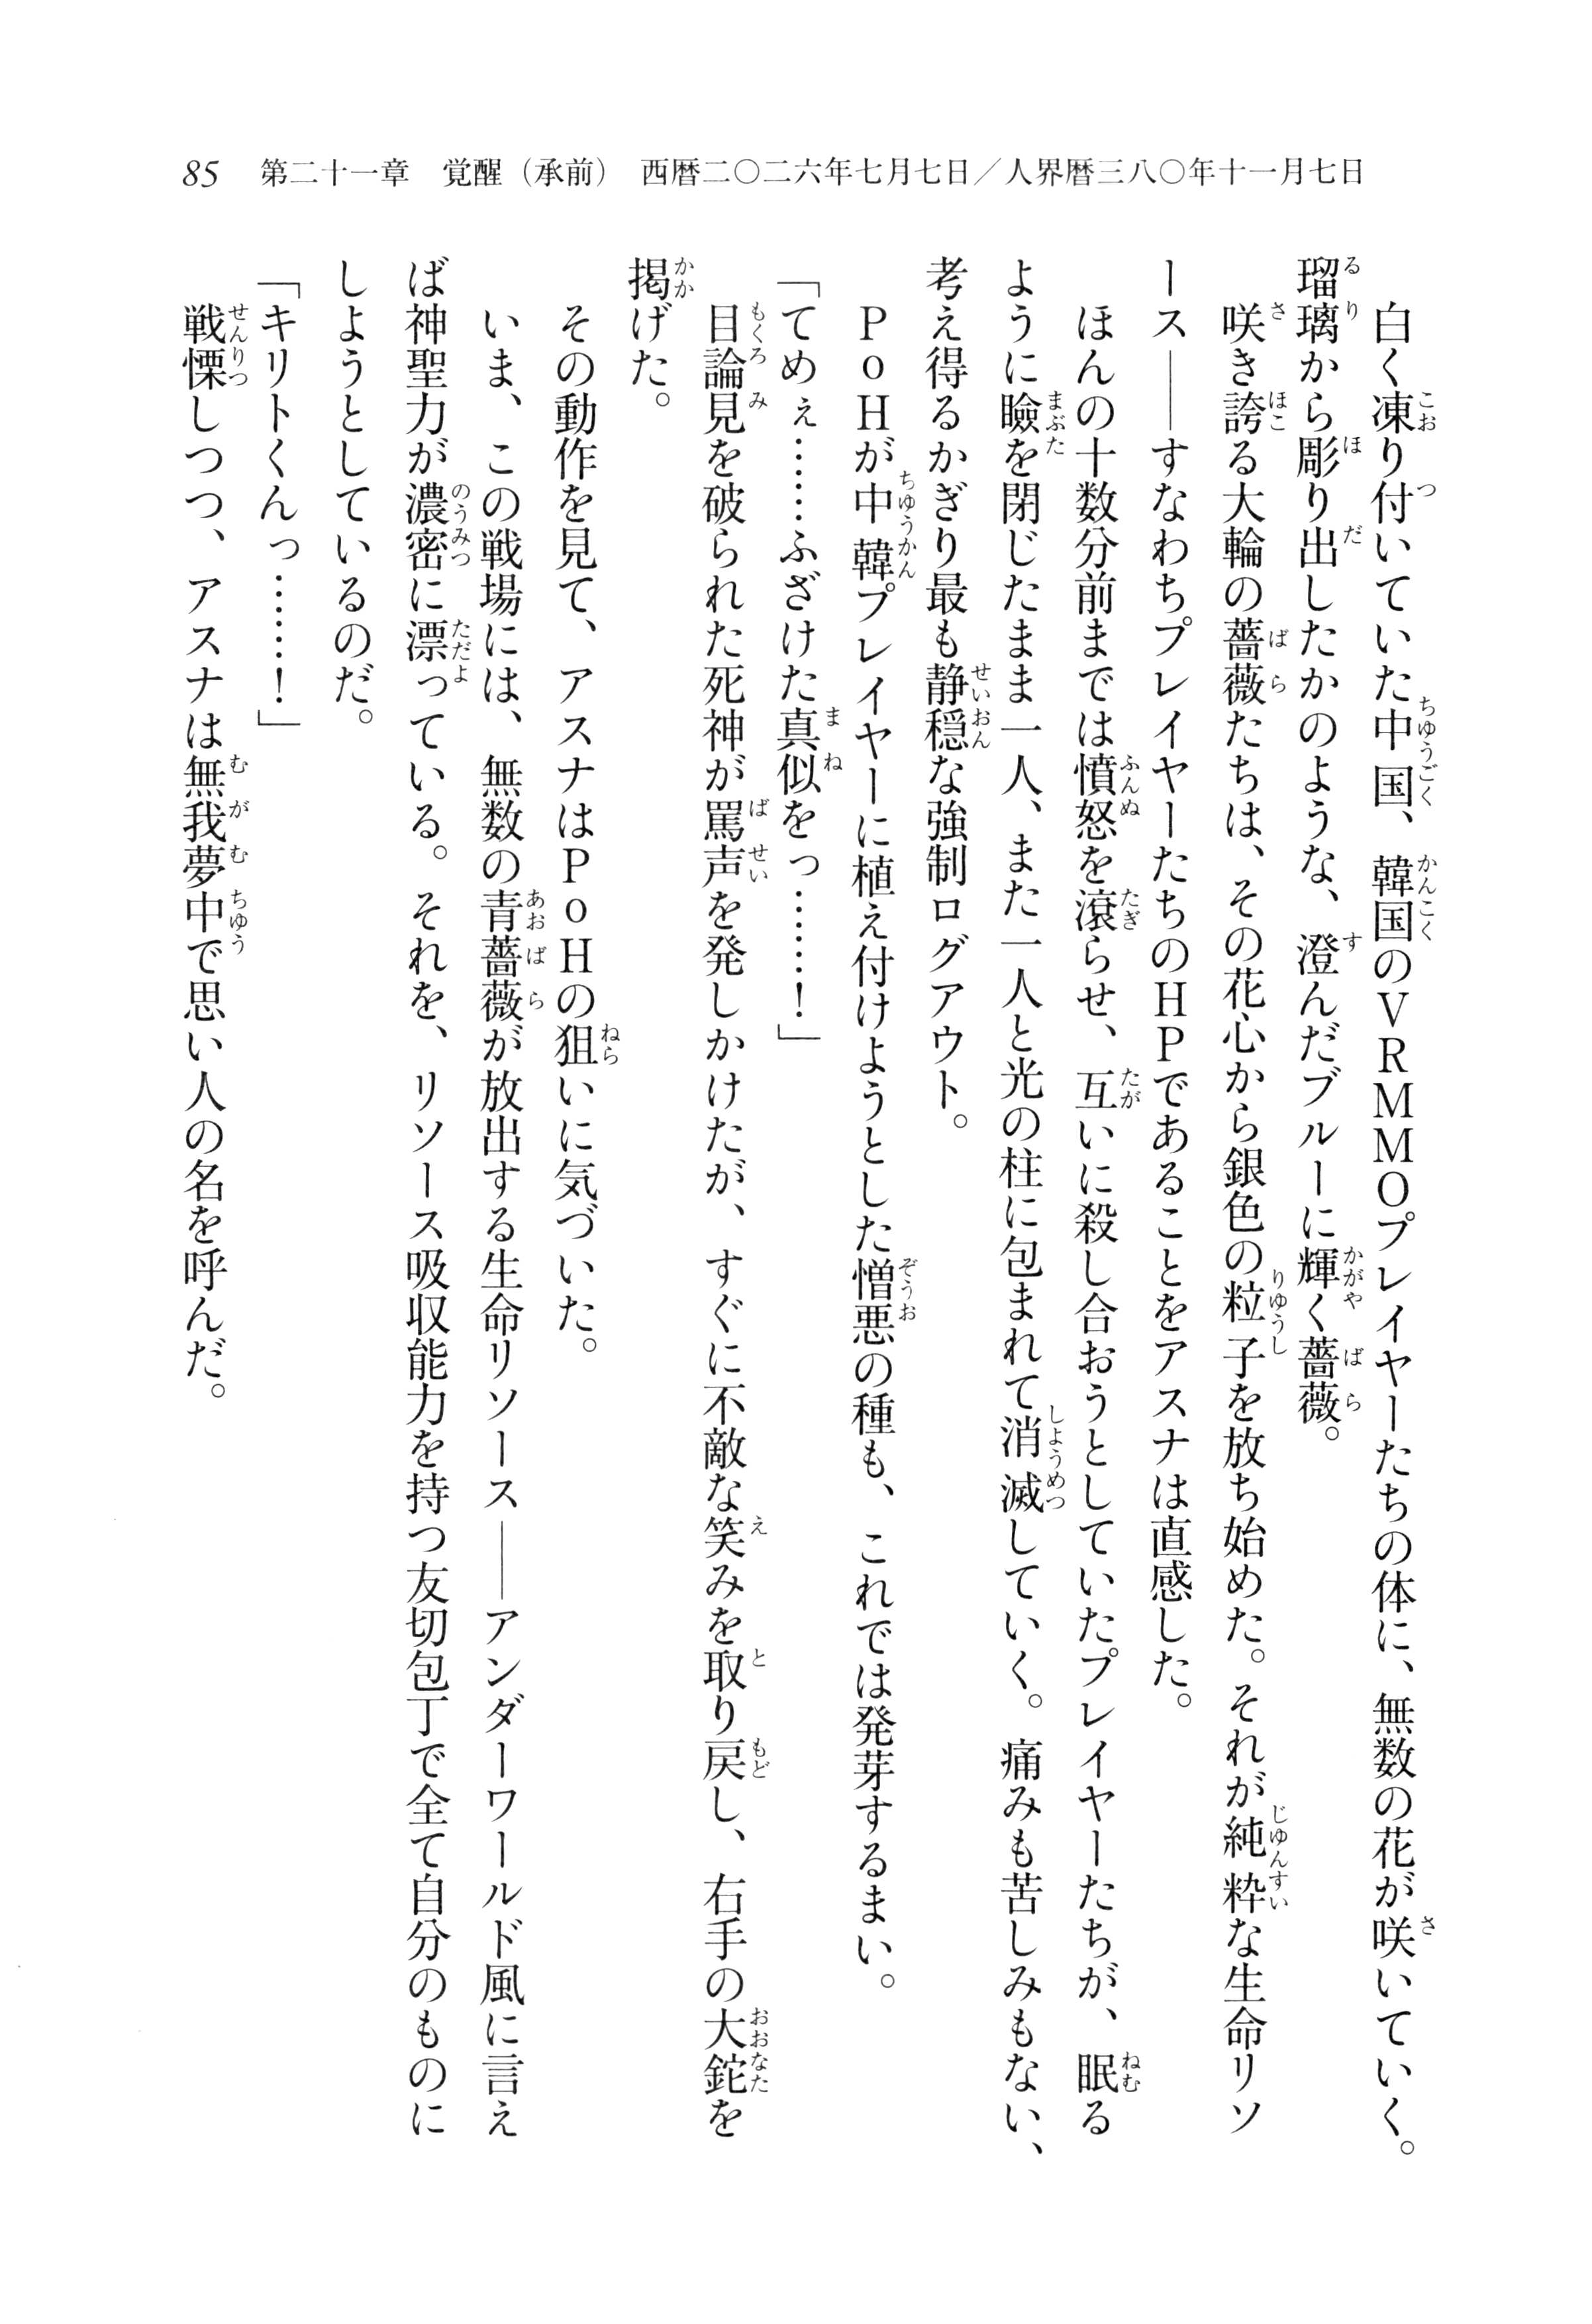 85　第二十一章　覚醒（承前）　西暦二〇二六年七月七日／人界暦三八〇年十一月七日
　白く凍り付いていた中国、韓国のＶＲＭＭＯプレイヤーたちの体に、無数の花が咲いていく。
瑠璃から彫り出したかのような、澄んだブルーに輝く薔薇。
　咲き誇る大輪の薔薇たちは、その花心から銀色の粒子を放ち始めた。それが純粋な生命リソ
ース――すなわちプレイヤーたちのＨＰであることをアスナは直感した。
　ほんの十数分前までは憤怒を滾らせ、互いに殺し合おうとしていたプレイヤーたちが、眠る
ように瞼を閉じたまま一人、また一人と光の柱に包まれて消滅していく。痛みも苦しみもない、
考え得るかぎり最も静穏な強制ログアウト。
　ＰｏＨが中韓プレイヤーに植え付けようとした憎悪の種も、これでは発芽するまい。
「てめぇ……ふざけた真似をっ……！」
　目論見を破られた死神が罵声を発しかけたが、すぐに不敵な笑みを取り戻し、右手の大鉈を
掲げた。
　その動作を見て、アスナはＰｏＨの狙いに気づいた。
　いま、この戦場には、無数の青薔薇が放出する生命リソース――アンダーワールド風に言え
ば神聖力が濃密に漂っている。それを、リソース吸収能力を持つ友切包丁で全て自分のものに
しようとしているのだ。
「キリトくんっ……！」
　戦慄しつつ、アスナは無我夢中で思い人の名を呼んだ。